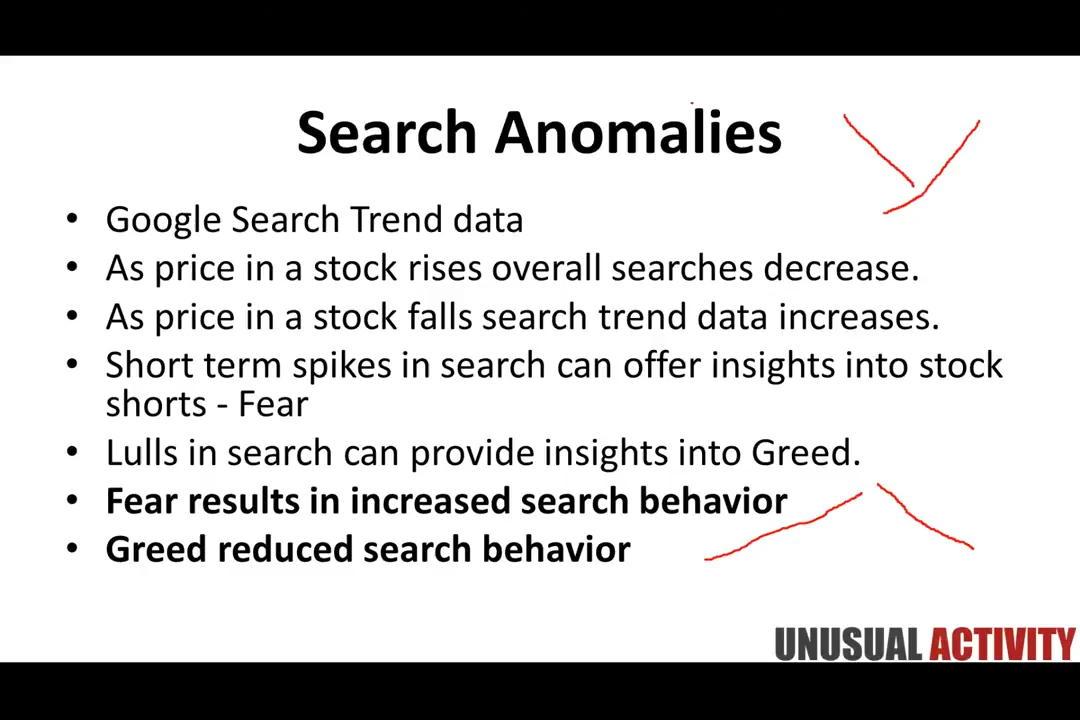 Search Anomalies
• Google Search Trend data
• As price in a stock rises overall searches decrease.
• As price in a stock falls search trend data increases.
• Short term spikes in search can offer insights into stock
shorts - Fear
• Lulls in search can provide insights into Greed.
• Fear results in increased search behavior
• Greed reduced search behavior
UNUSUAL ACTIVITY